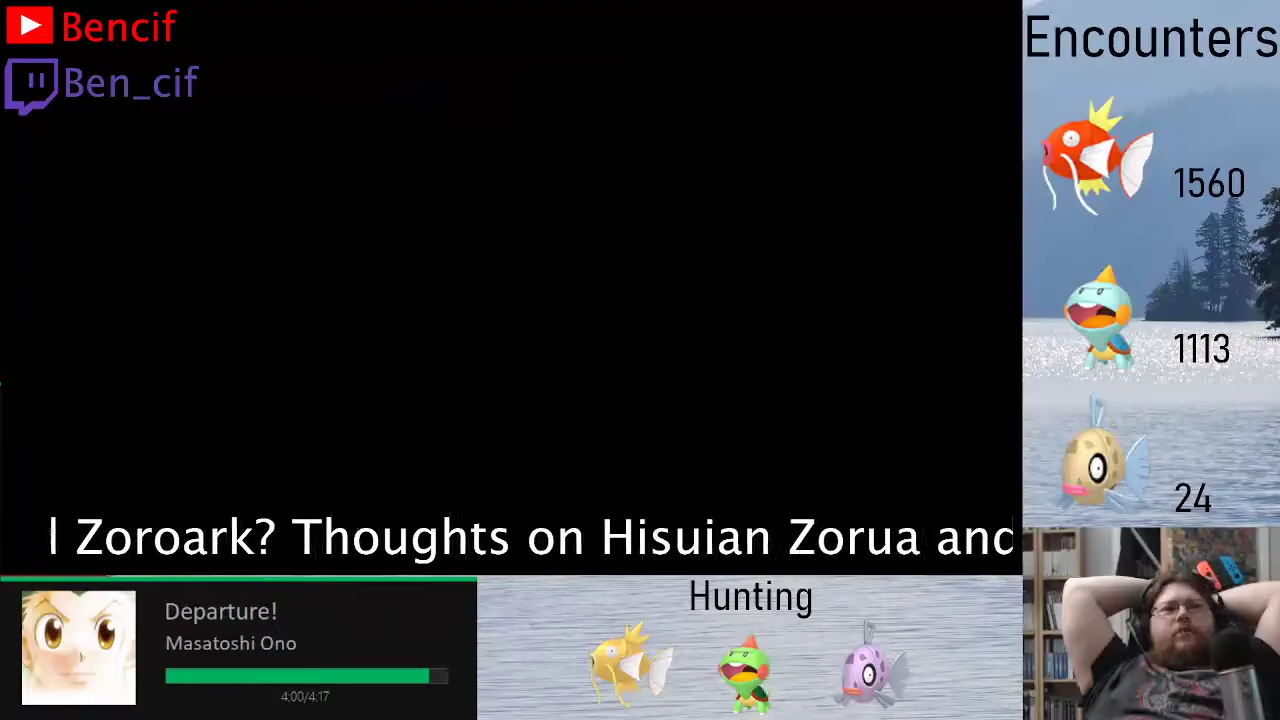 Bencif
Ben_cif
Encounters
1560
1113
24
l Zoroark? Thoughts on Hisuian Zorua and
Departure!
Masatoshi Ono
4:00/4:17
Hunting